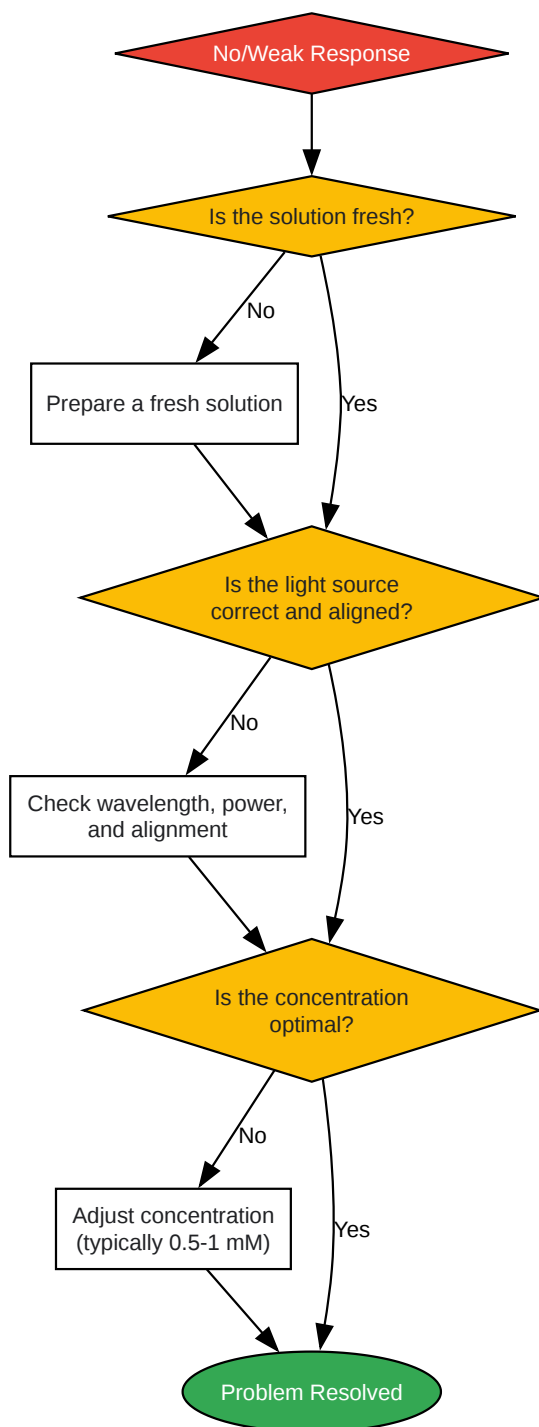 No/Weak Response
Is the solution fresh?
No
Prepare a fresh solution
Yes
Is the light source
correct and aligned?
No
Check wavelength, power,
and alignment
Yes
Is the concentration
optimal?
No
Adjust concentration
(typically 0.5-1 mM)
Yes
Problem Resolved